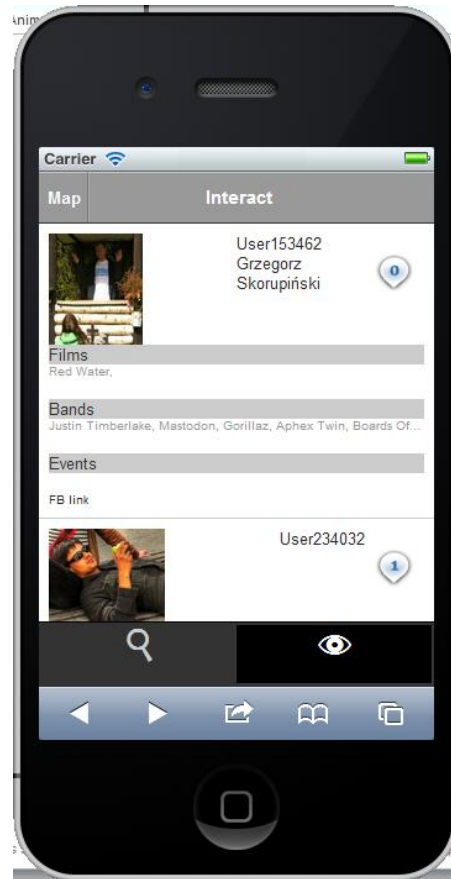 Anim
Carrier
Map
Interact
User153462
Grzegorz
Skorupiński
0
Films
Red Water,
Bands
Justin Timberlake, Mastodon, Gorillaz, Aphex Twin, Boards Of...
Events
FB link
User234032
1